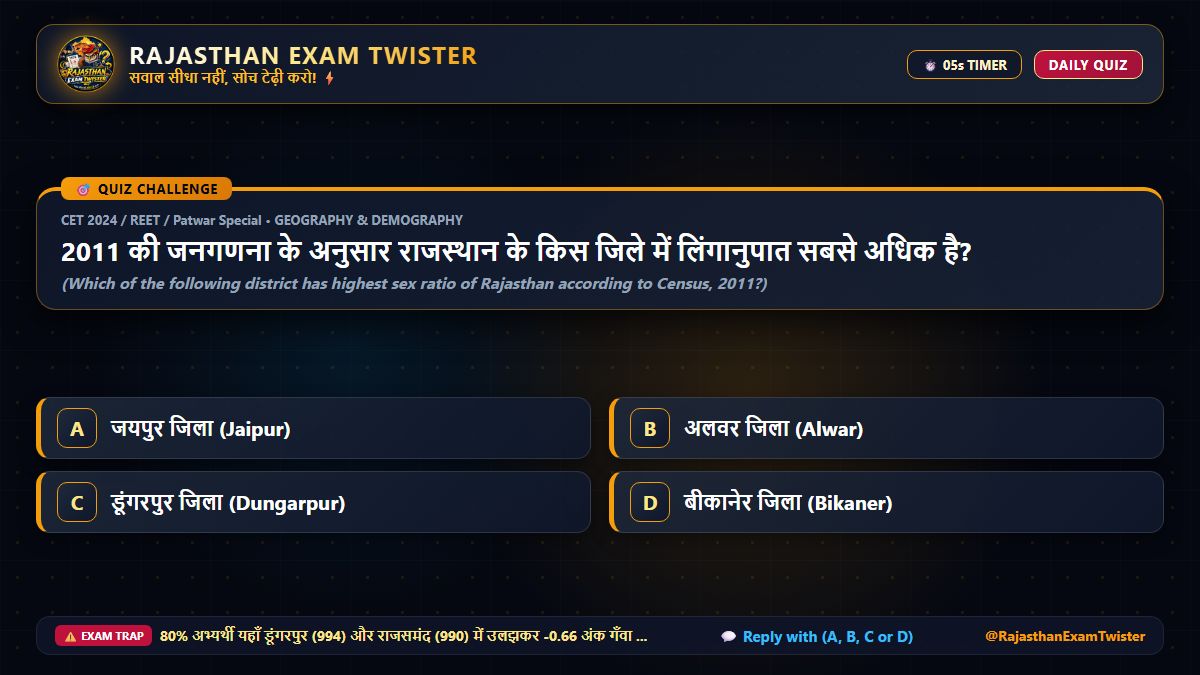 RAJASTHAN EXAM TWISTER
सवाल सीधा नहीं, सोच टेढ़ी करो!
05s TIMER
DAILY QUIZ
RAJASTHAN
EXAM TWISTER
QUIZ CHALLENGE
CET 2024 / REET / Patwar Special • GEOGRAPHY & DEMOGRAPHY
2011 की जनगणना के अनुसार राजस्थान के किस जिले में लिंगानुपात सबसे अधिक है?
(Which of the following district has highest sex ratio of Rajasthan according to Census, 2011?)
A जयपुर जिला (Jaipur)
B अलवर जिला (Alwar)
C डूंगरपुर जिला (Dungarpur)
D बीकानेर जिला (Bikaner)
EXAM TRAP 80% अभ्यर्थी यहाँ डूंगरपुर (994) और राजसमंद (990) में उलझकर -0.66 अंक गँवा ...
Reply with (A, B, C or D)
@RajasthanExamTwister